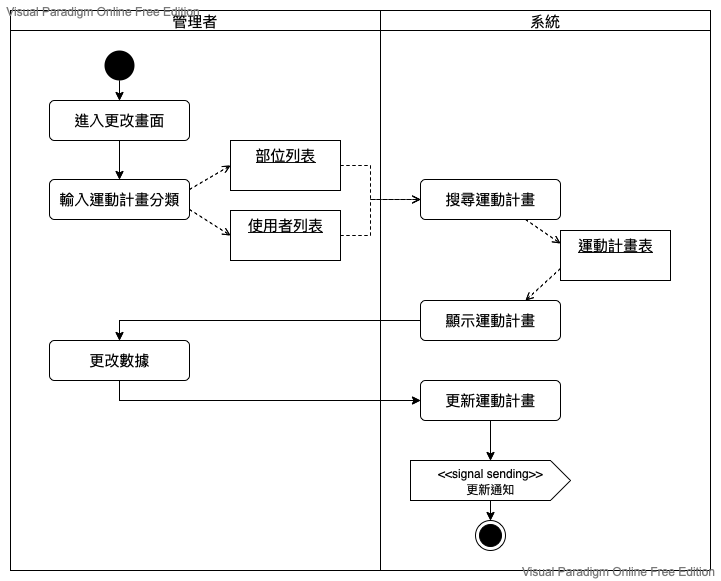 Visual Paradigm Online Free Edition
管理者
系統
進入更改畫面
部位列表
輸入運動計畫分類
搜尋運動計畫
使用者列表
運動計畫表
顯示運動計畫
更改數據
更新運動計畫
<<signal sending>>
更新通知
Visual Paradigm Online Free Edition